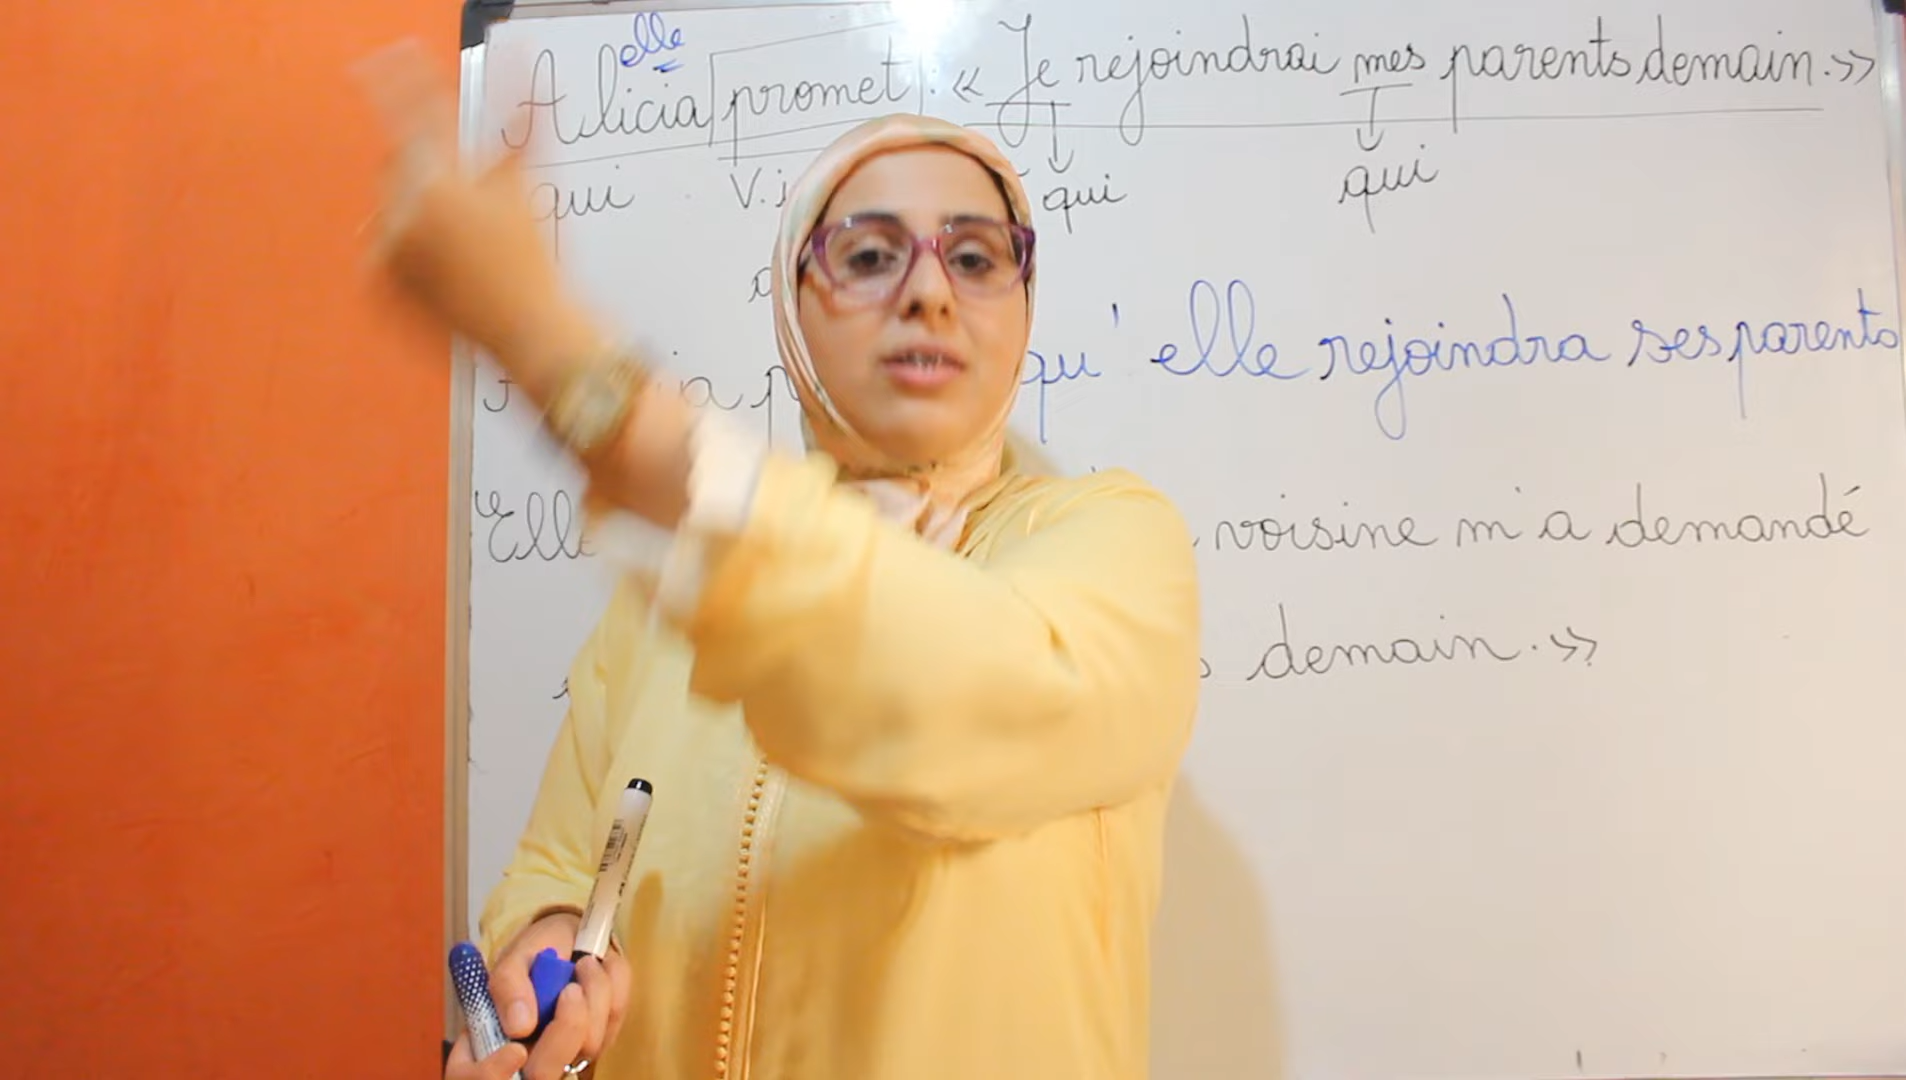 elle
Alicia promet : « Je rejoindrai mes parents demain. »
qui V. i qui qui
qu' elle rejoindra ses parents
Elle voisine m'a demandé
s demain. »